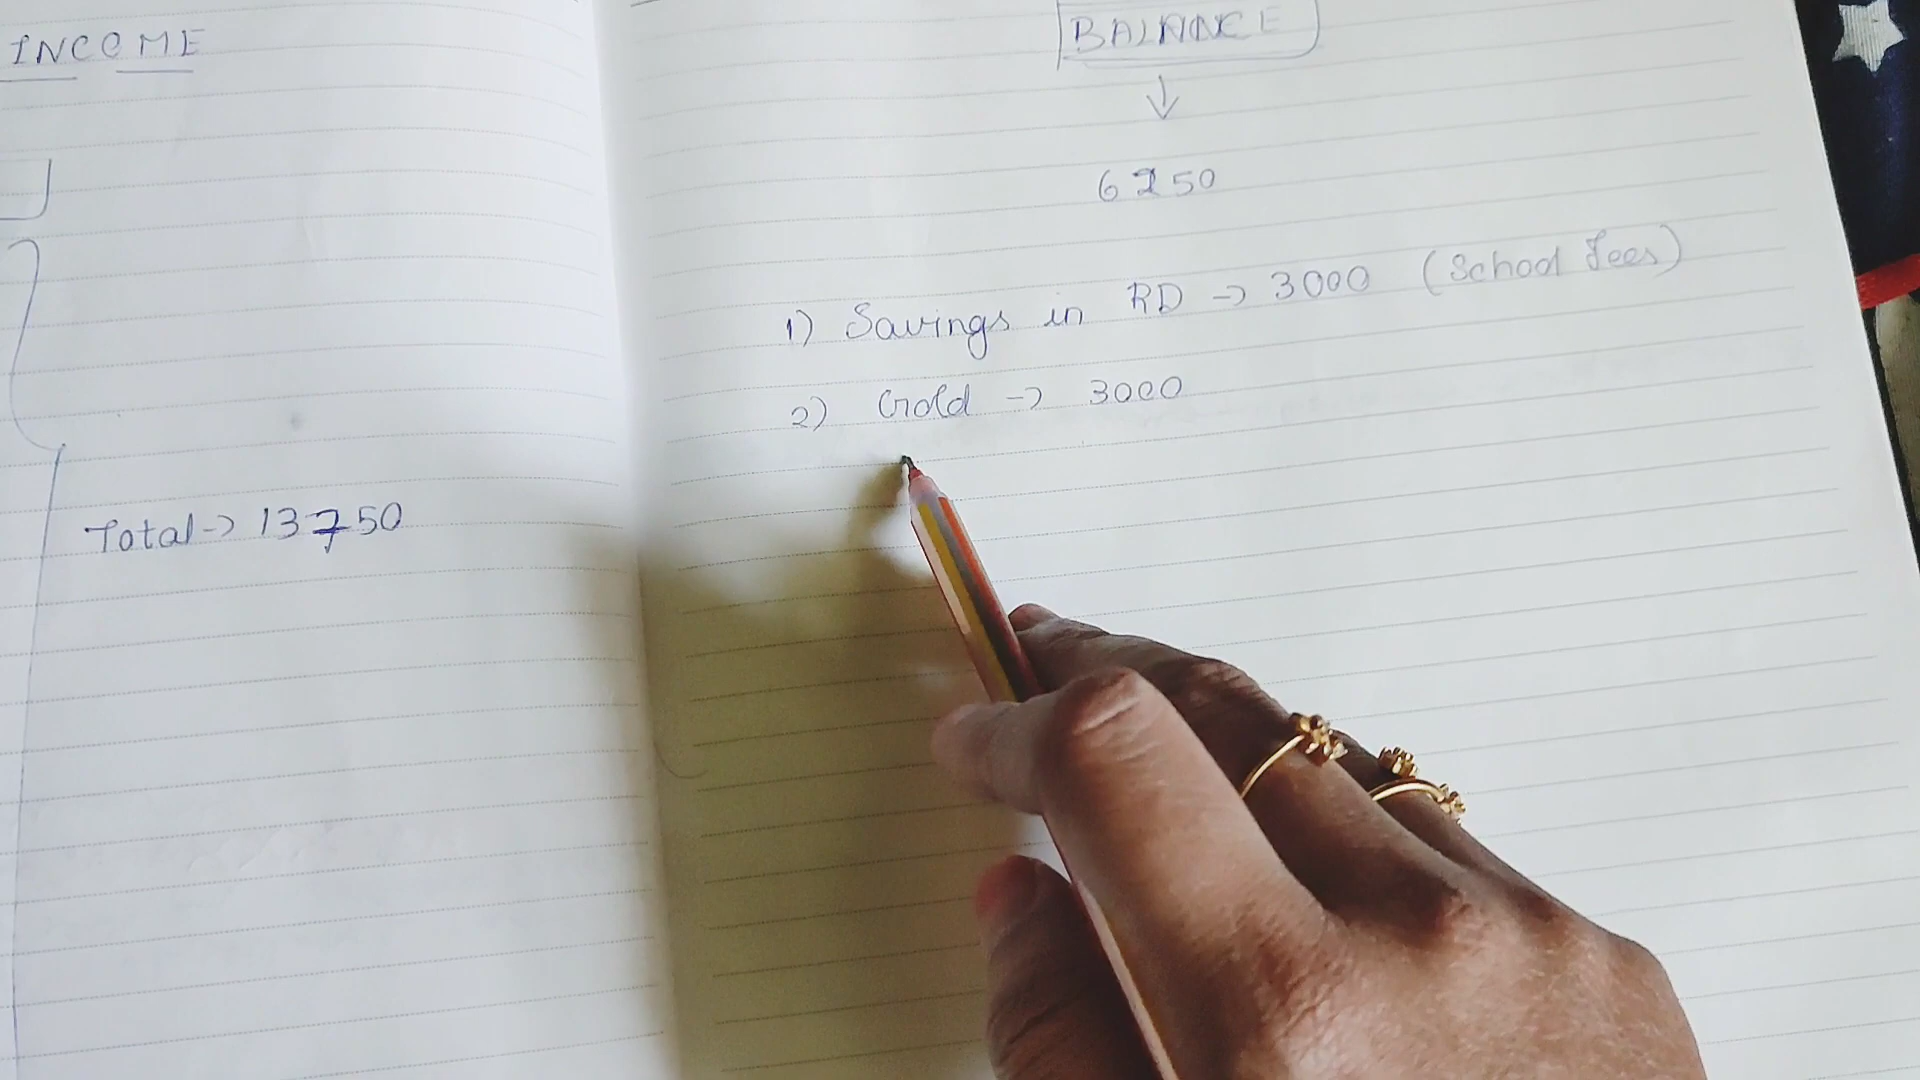 INCOME
Total -> 13750
BALANCE
↓
6250
1) Savings in RD -> 3000 (School Fees)
2) Gold -> 3000